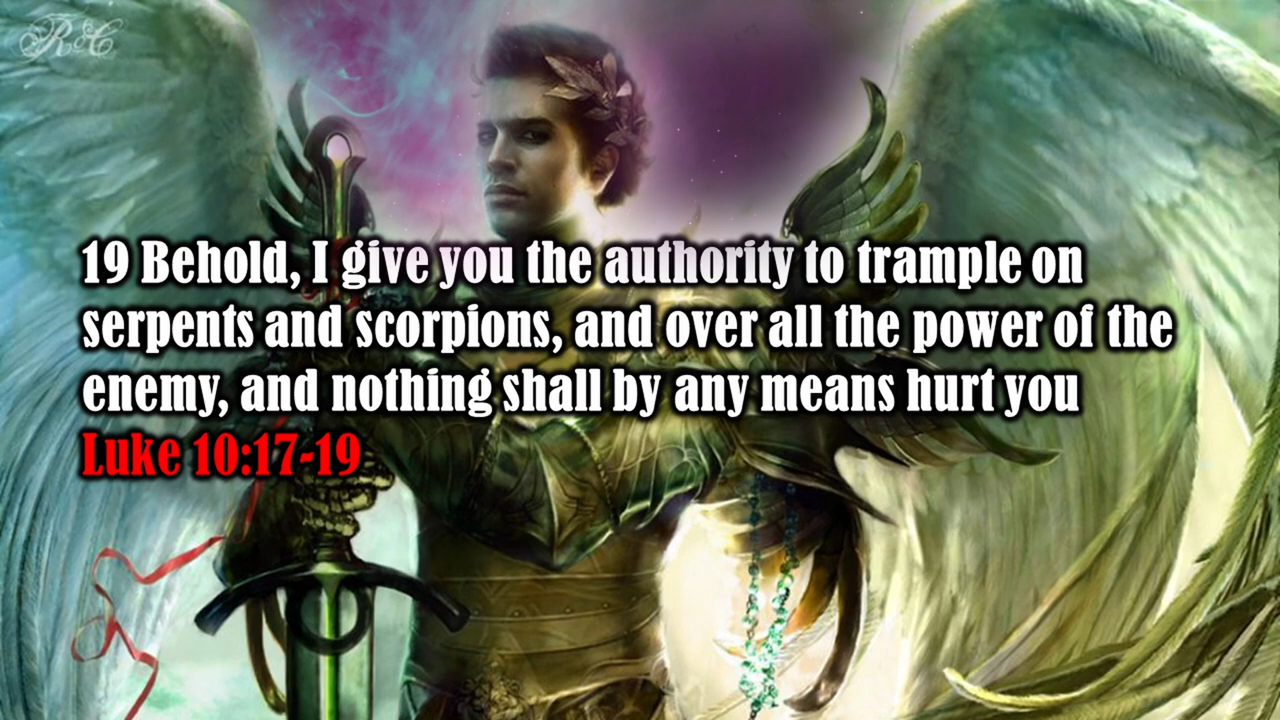 R&C
19 Behold, I give you the authority to trample on
serpents and scorpions, and over all the power of the
enemy, and nothing shall by any means hurt you
Luke 10:17-19